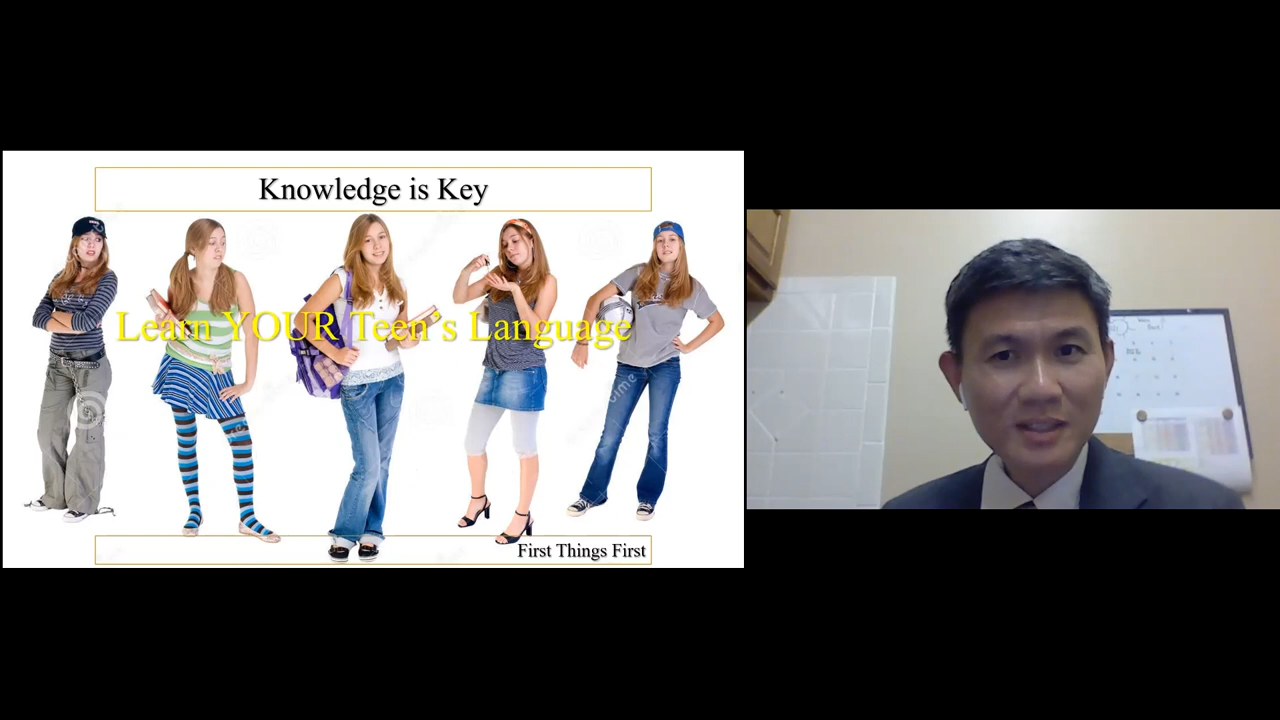 Knowledge is Key
Learn YOUR Teen's Language
First Things First